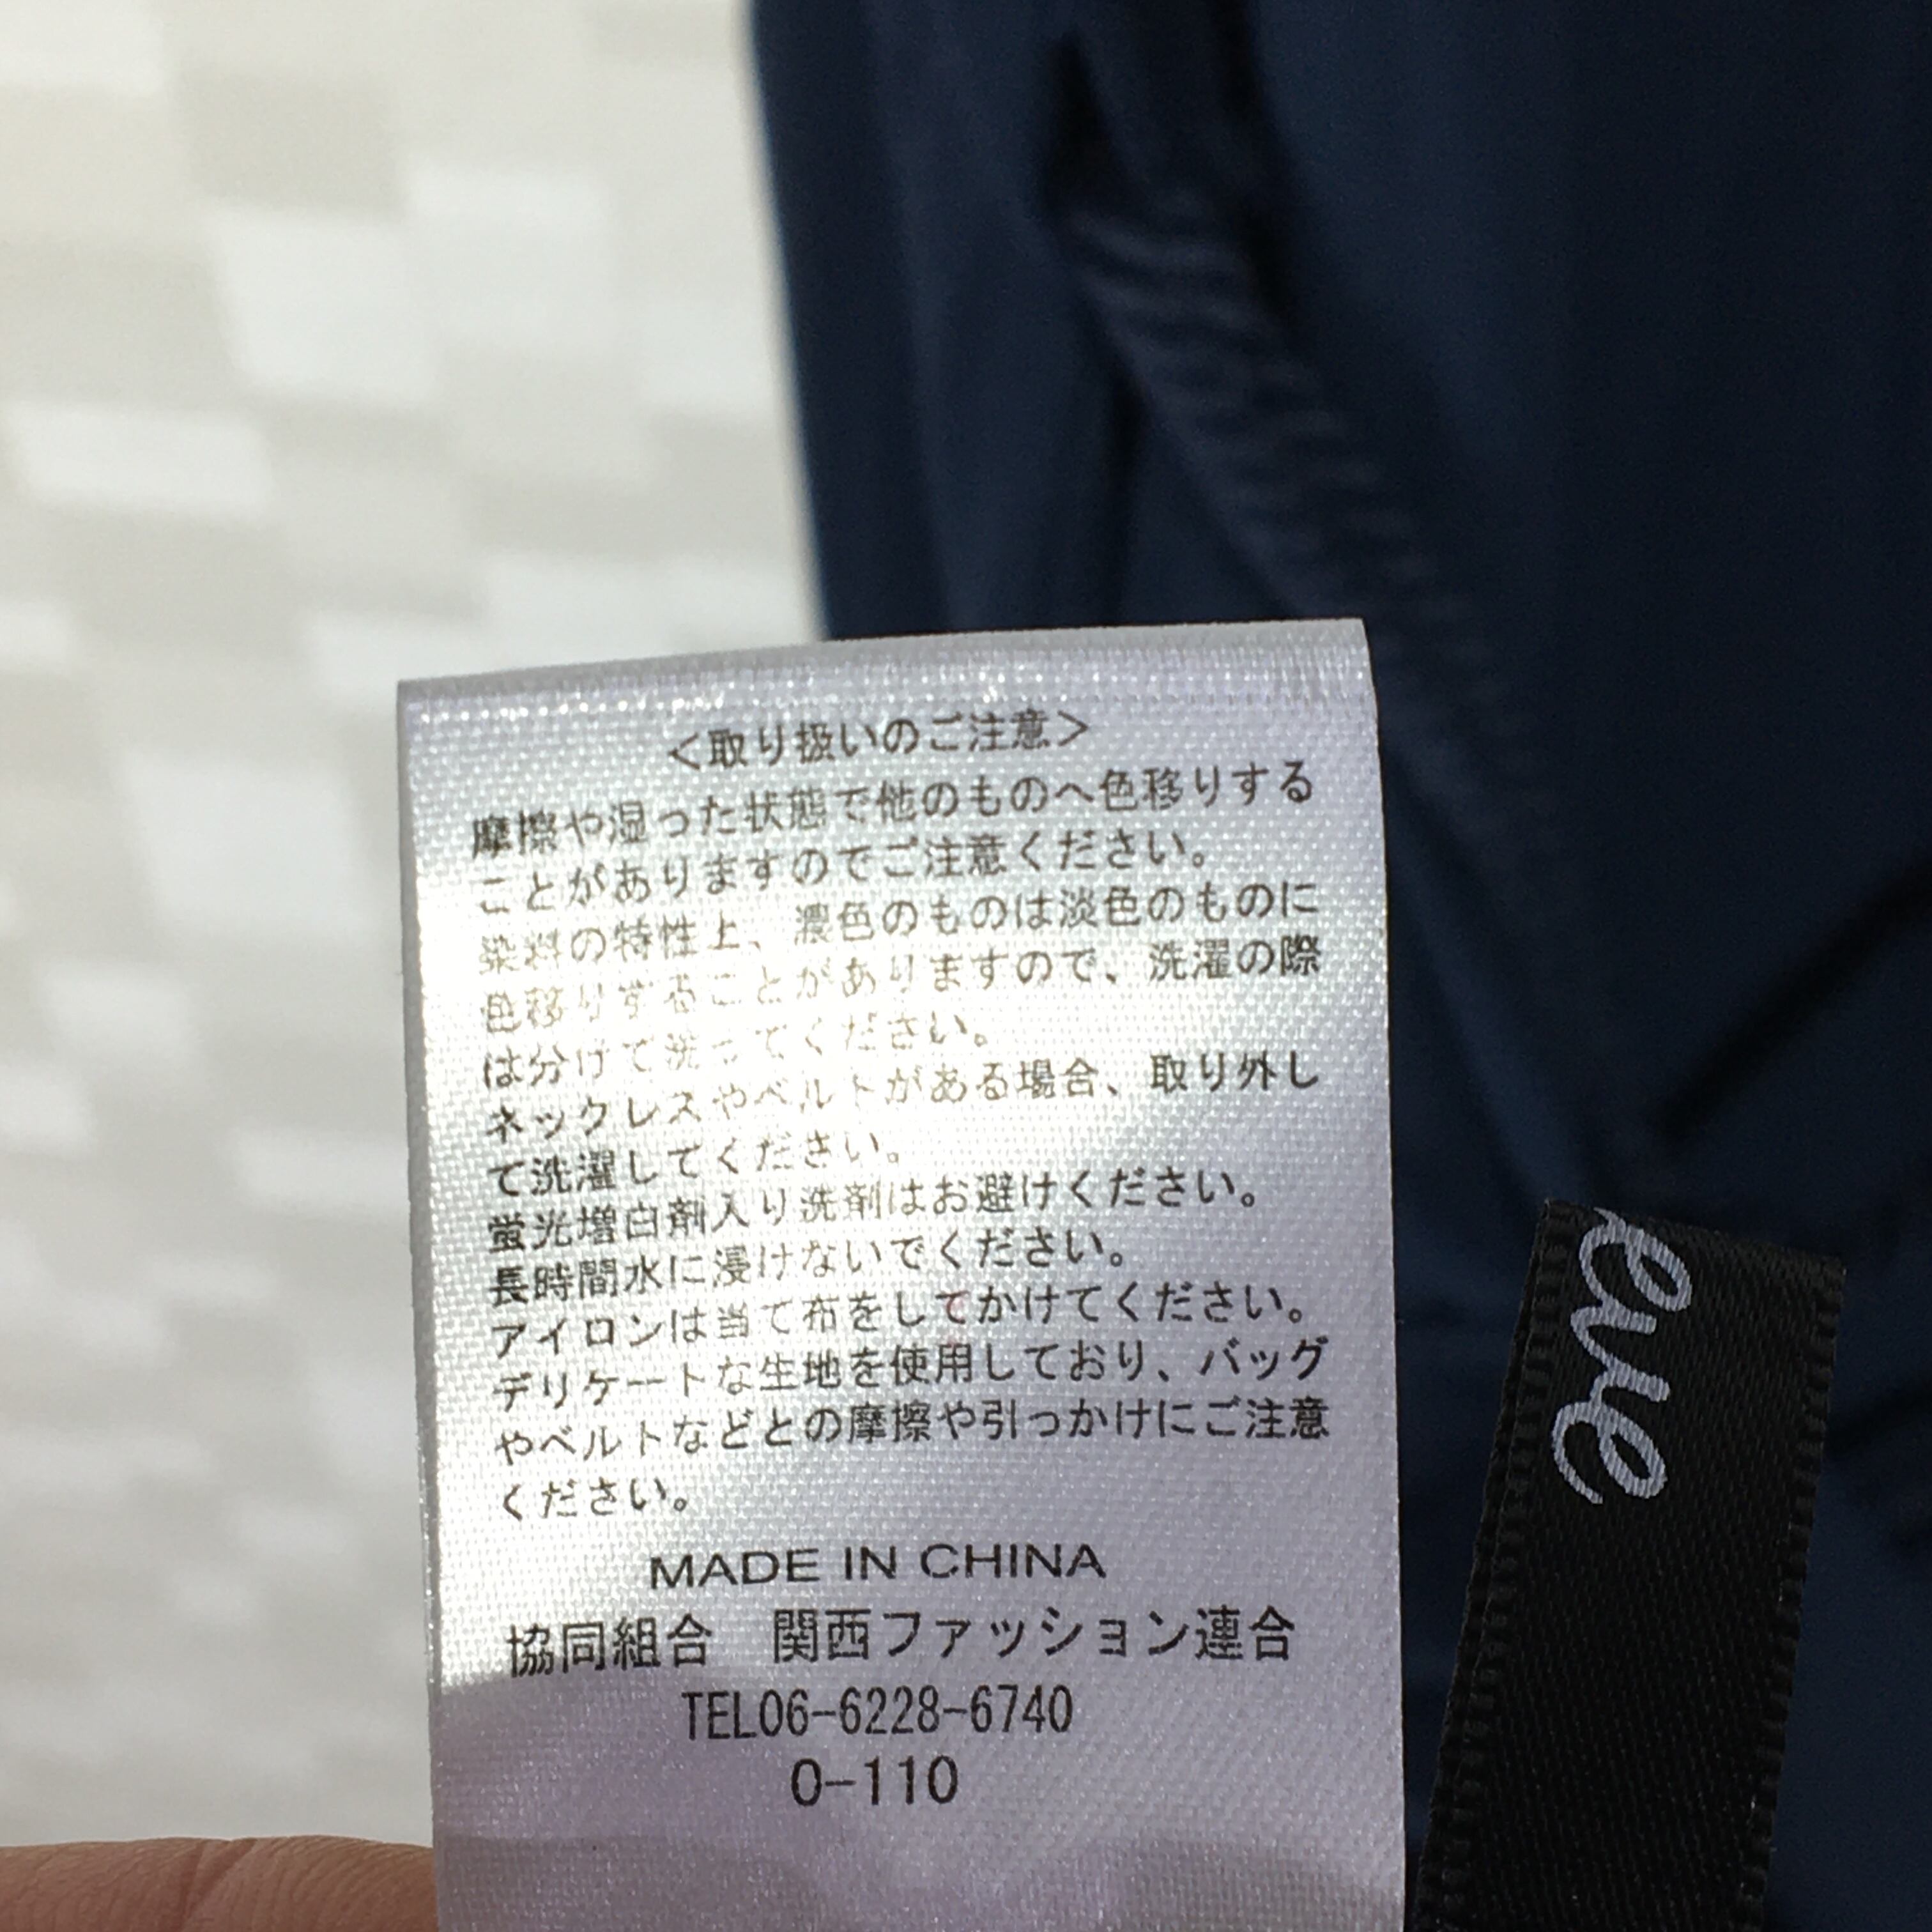 <取り扱いのご注意>
摩擦や湿った状態で他のものへ色移りする
ことがありますのでご注意ください。
染料の特性上、濃色のものは淡色のものに
色移りすることがありますので、洗濯の際
は分けて洗ってください。
ネックレスやベルトがある場合、取り外し
て洗濯してください。
蛍光増白剤入り洗剤はお避けください。
長時間水に浸けないでください。
アイロンは当て布をしてかけてください。
デリケートな生地を使用しており、バッグ
やベルトなどとの摩擦や引っかけにご注意
ください。
MADE IN CHINA
協同組合 関西ファッション連合
TEL06-6228-6740
0-110
eve